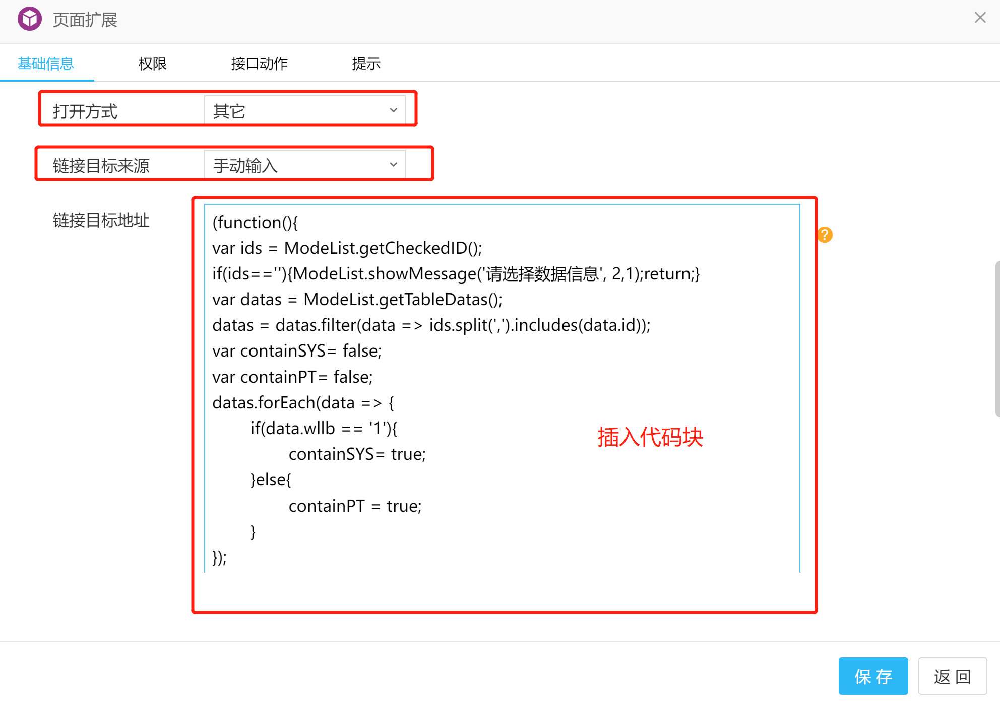 页面扩展
基础信息 权限 接口动作 提示
打开方式 其它
链接目标来源 手动输入
链接目标地址
(function(){
var ids = ModeList.getCheckedID();
if(ids==''){ModeList.showMessage('请选择数据信息', 2,1);return;}
var datas = ModeList.getTableDatas();
datas = datas.filter(data => ids.split(',').includes(data.id));
var containSYS= false;
var containPT= false;
datas.forEach(data => {
if(data.wllb == '1'){
containSYS= true;
}else{
containPT = true;
}
});
插入代码块
?
保存 返回